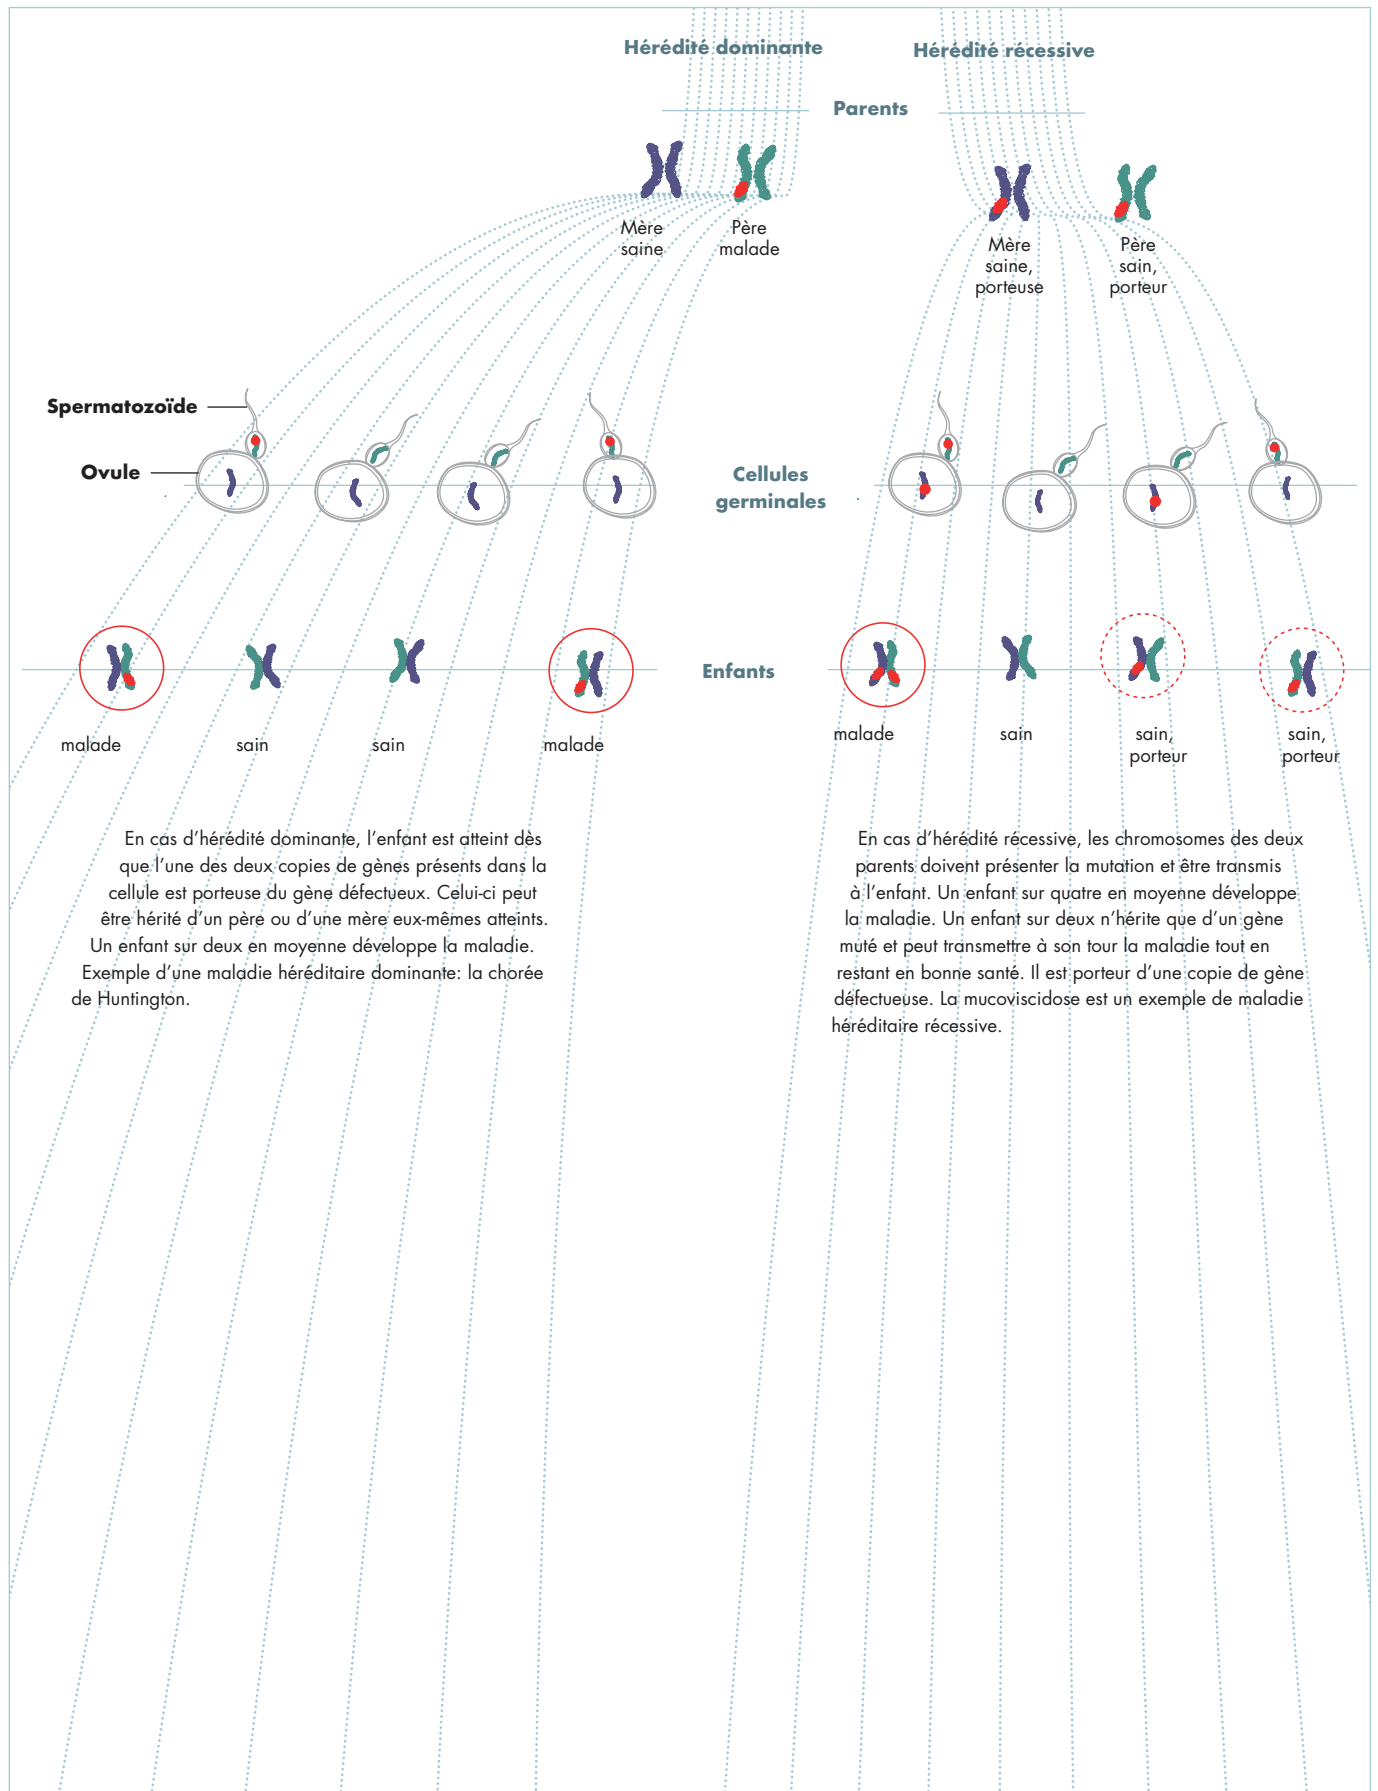 Hérédité dominante
Hérédité récessive
Parents
Mère
saine
Père
malade
Mère
saine,
porteuse
Père
sain,
porteur
Spermatozoïde
Ovule
Cellules
germinales
Enfants
malade
sain
sain
malade
malade
sain
sain,
porteur
sain,
porteur
En cas d'hérédité dominante, l'enfant est atteint dès
que l'une des deux copies de gènes présents dans la
cellule est porteuse du gène défectueux. Celui-ci peut
être hérité d'un père ou d'une mère eux-mêmes atteints.
Un enfant sur deux en moyenne développe la maladie.
Exemple d'une maladie héréditaire dominante: la chorée
de Huntington.
En cas d'hérédité récessive, les chromosomes des deux
parents doivent présenter la mutation et être transmis
à l'enfant. Un enfant sur quatre en moyenne développe
la maladie. Un enfant sur deux n'hérite que d'un gène
muté et peut transmettre à son tour la maladie tout en
restant en bonne santé. Il est porteur d'une copie de gène
défectueuse. La mucoviscidose est un exemple de maladie
héréditaire récessive.